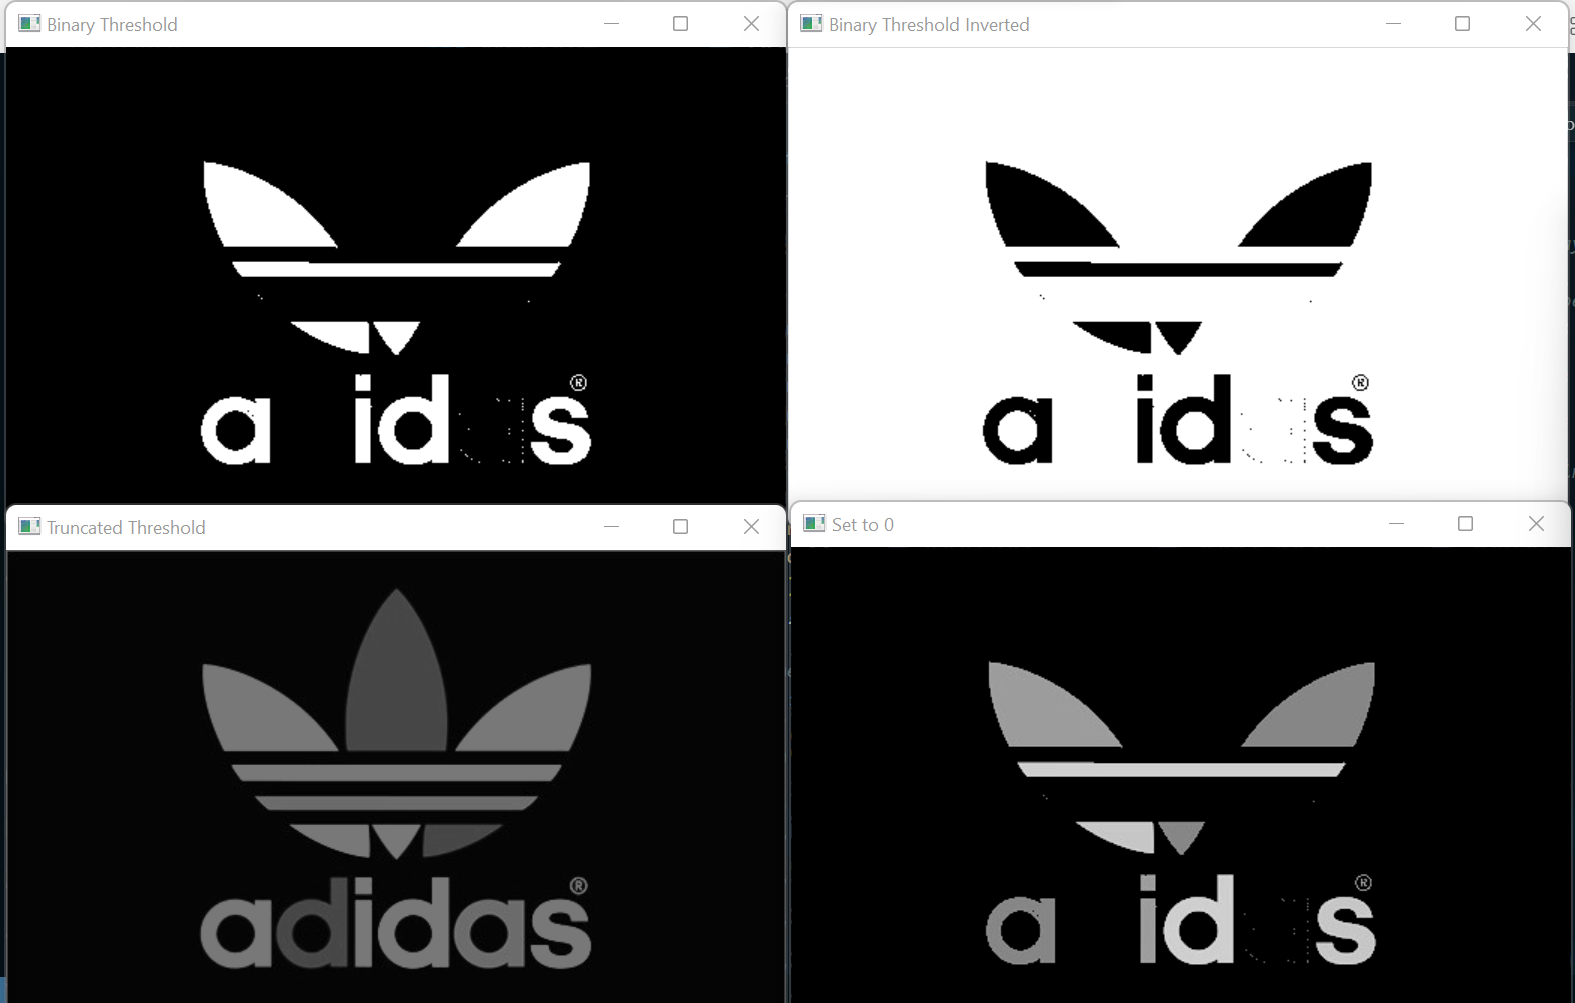 Binary Threshold
Binary Threshold Inverted
a id s ®
a id s ®
Truncated Threshold
Set to 0
adidas ®
a id s ®